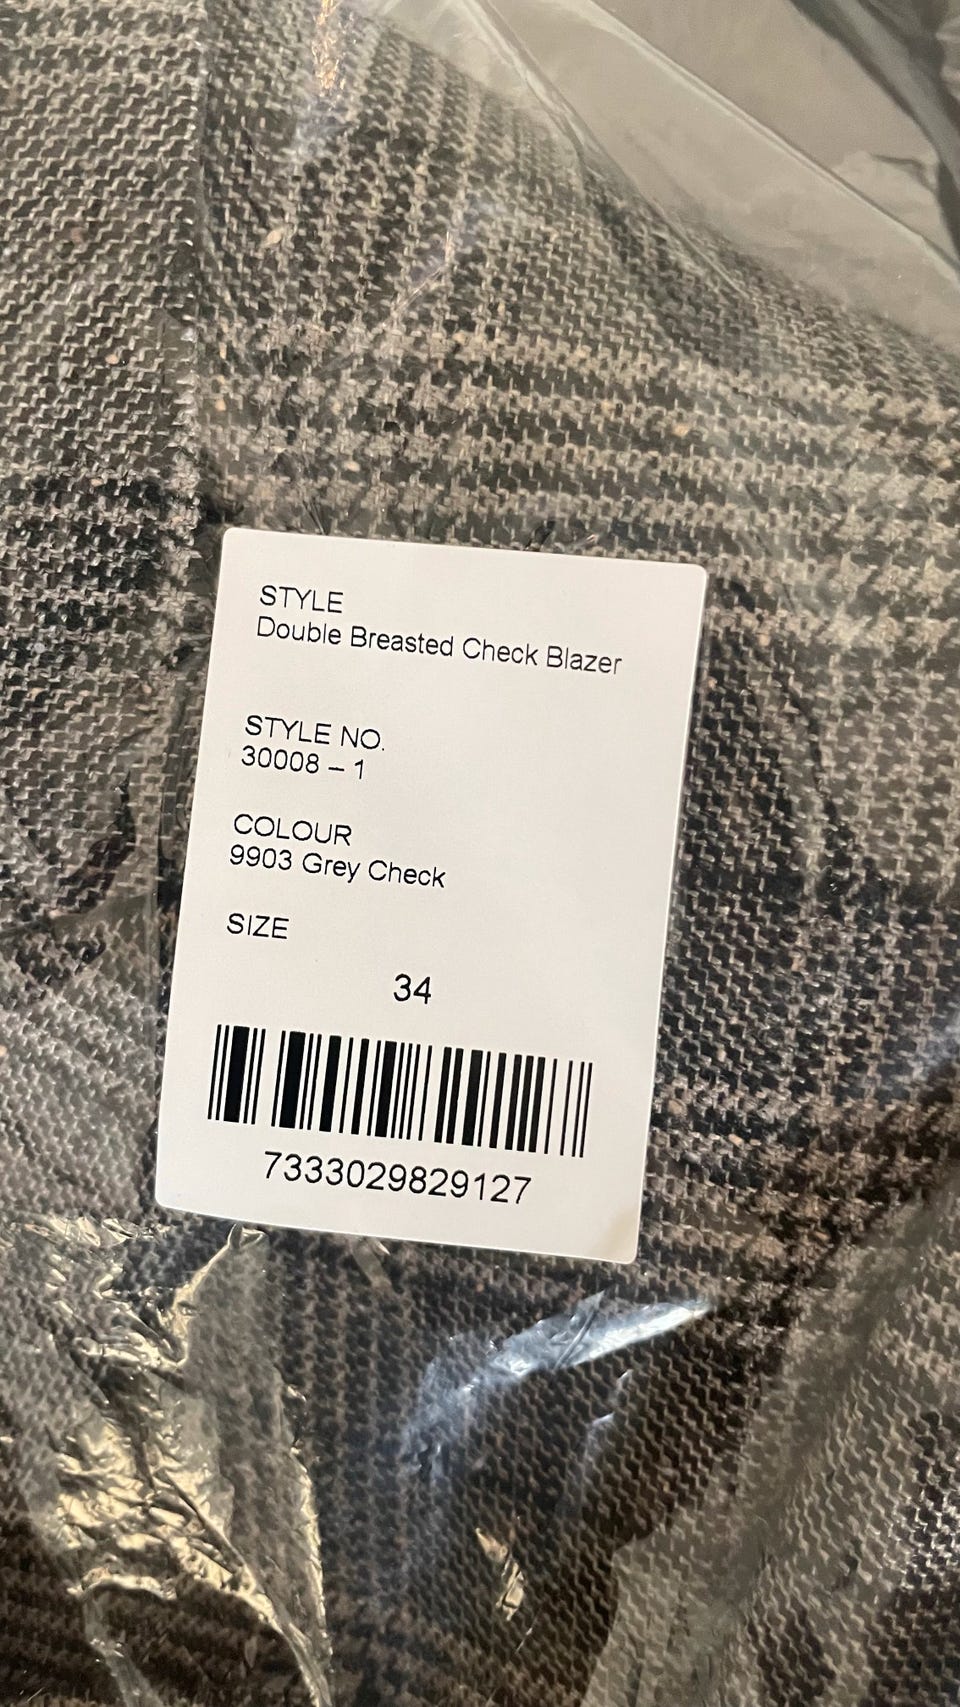 STYLE
Double Breasted Check Blazer
STYLE NO.
30008 – 1
COLOUR
9903 Grey Check
SIZE
34
7333029829127